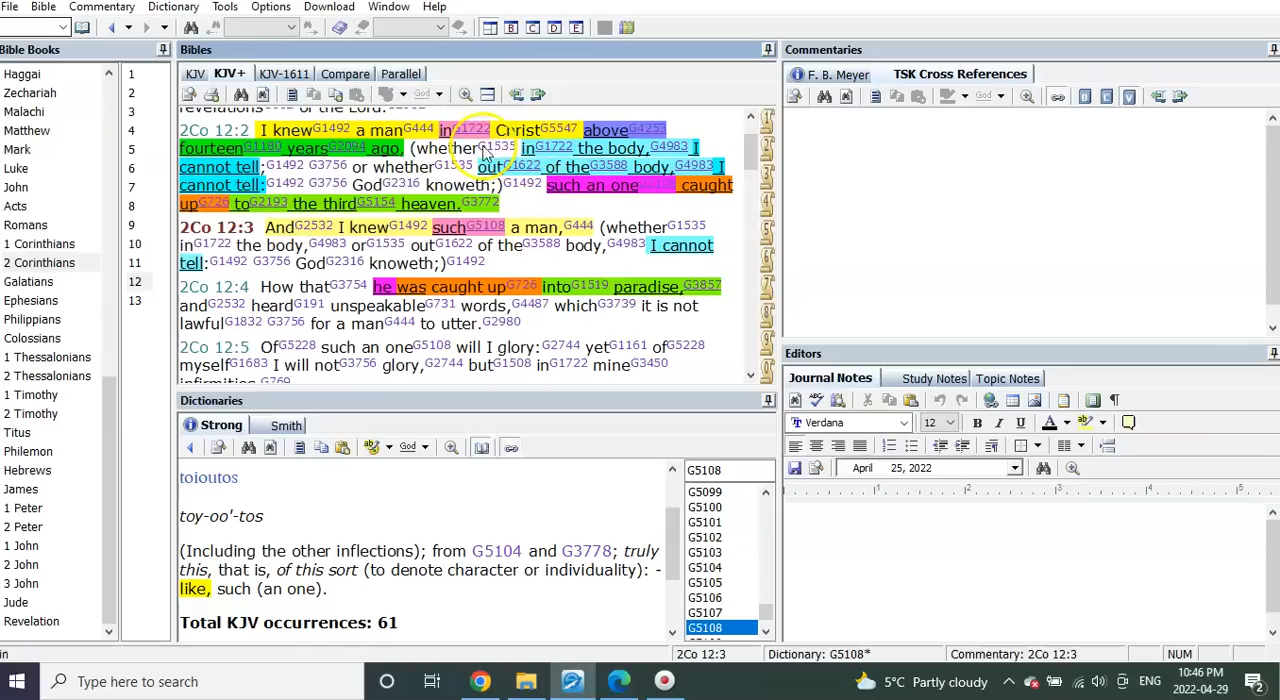 File Bible Commentary Dictionary Tools Options Download Window Help
Bible Books
Haggai
Zechariah
Malachi
Matthew
Mark
Luke
John
Acts
Romans
1 Corinthians
2 Corinthians
Galatians
Ephesians
Philippians
Colossians
1 Thessalonians
2 Thessalonians
1 Timothy
2 Timothy
Titus
Philemon
Hebrews
James
1 Peter
2 Peter
1 John
2 John
3 John
Jude
Revelation
1
2
3
4
5
6
7
8
9
10
11
12
13
Bibles
KJV KJV+ KJV-1611 Compare Parallel
revelations of the Lord.
2Co 12:2 I knewG1492 a manG444 inG1722 ChristG5547 aboveG4253
fourteenG1180 yearsG2094 ago, (whetherG1535 inG1722 the body,G4983 I
cannot tell;G1492 G3756 or whetherG1535 outG1622 of theG3588 body,G4983 I
cannot tell:G1492 G3756 GodG2316 knoweth;)G1492 such an one caught
upG726 toG2193 the thirdG5154 heaven.G3772
2Co 12:3 AndG2532 I knewG1492 suchG5108 a man,G444 (whetherG1535
inG1722 the body,G4983 orG1535 outG1622 of theG3588 body,G4983 I cannot
tell:G1492 G3756 GodG2316 knoweth;)G1492
2Co 12:4 How thatG3754 he was caught upG726 intoG1519 paradise,G3857
andG2532 heardG191 unspeakableG731 words,G4487 whichG3739 it is not
lawfulG1832 G3756 for a manG444 to utter.G2980
2Co 12:5 OfG5228 such an oneG5108 will I glory:G2744 yetG1161 ofG5228
myselfG1683 I will notG3756 glory,G2744 butG1508 inG1722 mineG3450
infirmities.G769
Dictionaries
Strong Smith
God
toioutos
toy-oo'-tos
(Including the other inflections); from G5104 and G3778; truly
this, that is, of this sort (to denote character or individuality): -
like, such (an one).
Total KJV occurrences: 61
G5108
G5099
G5100
G5101
G5102
G5103
G5104
G5105
G5106
G5107
G5108
Commentaries
F. B. Meyer TSK Cross References
Editors
Journal Notes Study Notes Topic Notes
Verdana 12 B I U A
April 25, 2022
1 2 3 4 5
in 2Co 12:3 Dictionary: G5108* Commentary: 2Co 12:3 NUM
Type here to search
5°C Partly cloudy ENG
10:46 PM
2022-04-29
2